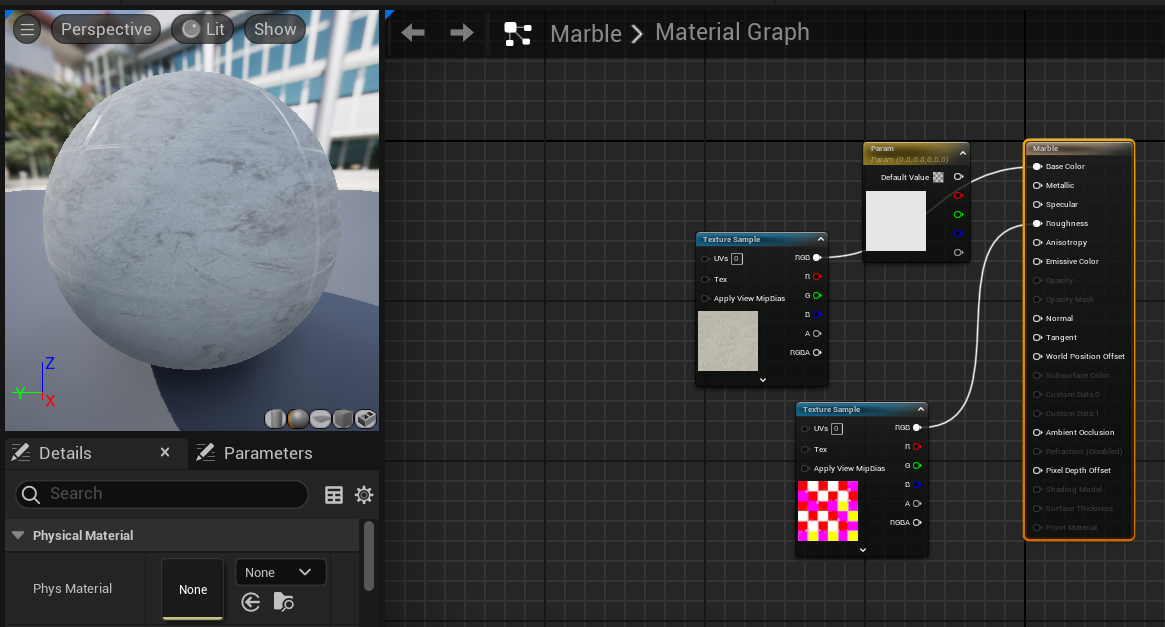 Perspective
Lit
Show
Marble
Material Graph
Param
Param (0.8,0.8,0.8,0)
Default Value
Marble
Base Color
Metallic
Specular
Roughness
Anisotropy
Emissive Color
Opacity
Opacity Mask
Normal
Tangent
World Position Offset
Subsurface Color
Custom Data 0
Custom Data 1
Ambient Occlusion
Refraction (Disabled)
Pixel Depth Offset
Shading Model
Surface Thickness
Front Material
Texture Sample
UVs 0
RGB
Tex
R
Apply View MipBias
G
B
A
RGBA
Texture Sample
UVs 0
RGB
Tex
R
Apply View MipBias
G
B
A
RGBA
Z
Y
X
Details
Parameters
Search
Physical Material
Phys Material
None
None